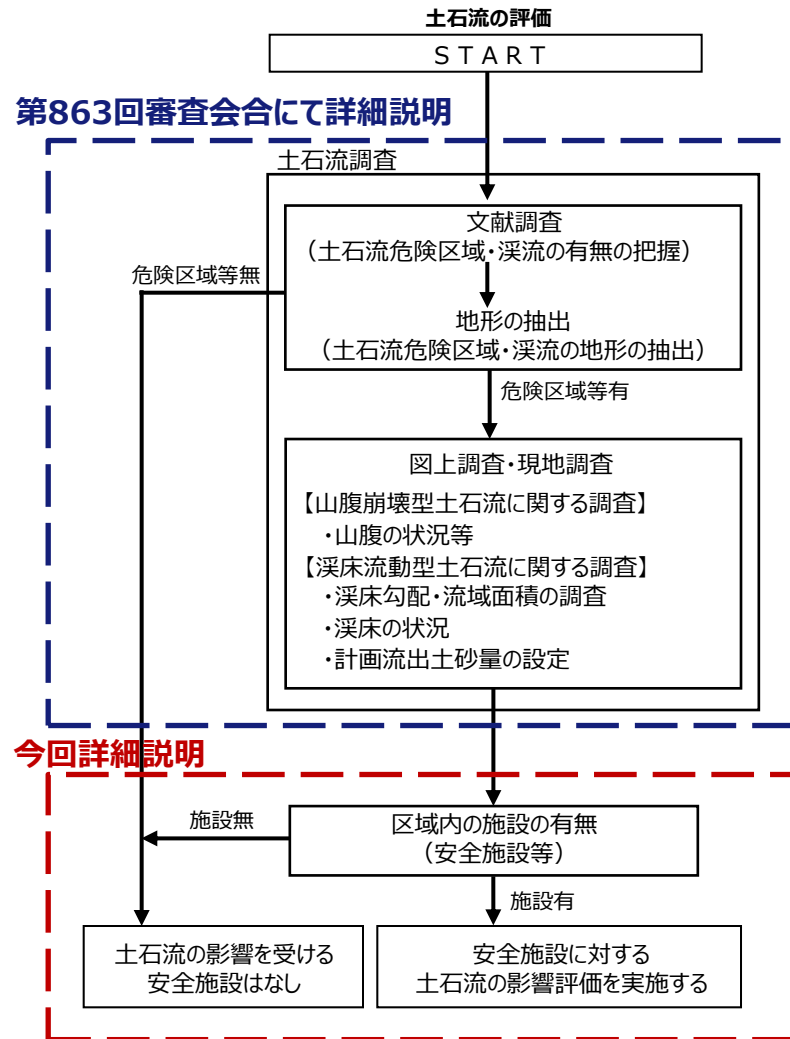 土石流の評価
ＳＴＡＲＴ
第863回審査会合にて詳細説明
土石流調査
文献調査
（土石流危険区域・渓流の有無の把握）
危険区域等無
地形の抽出
（土石流危険区域・渓流の地形の抽出）
危険区域等有
図上調査・現地調査
【山腹崩壊型土石流に関する調査】
・山腹の状況等
【渓床流動型土石流に関する調査】
・渓床勾配・流域面積の調査
・渓床の状況
・計画流出土砂量の設定
今回詳細説明
施設無
区域内の施設の有無
（安全施設等）
施設有
土石流の影響を受ける
安全施設はなし
安全施設に対する
土石流の影響評価を実施する